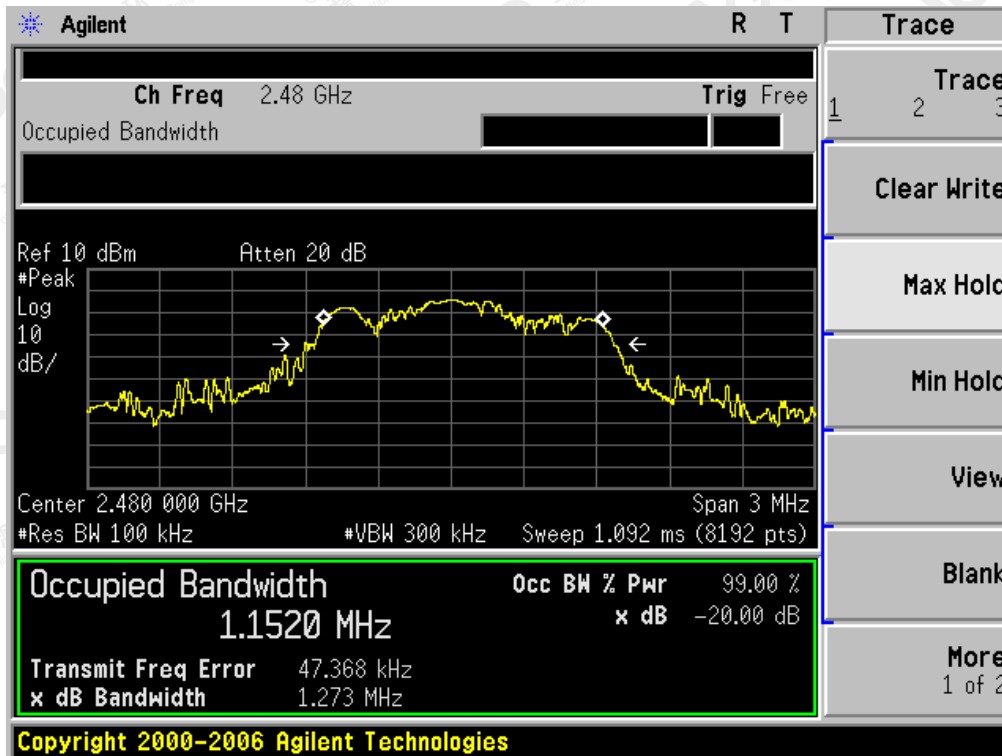 Agilent R T Trace
Ch Freq 2.48 GHz Trig Free
Occupied Bandwidth
Trace
1 2 3
Clear Write
Max Hold
Min Hold
View
Blank
More
1 of 2
Ref 10 dBm Atten 20 dB
#Peak
Log
10
dB/
Center 2.480 000 GHz Span 3 MHz
#Res BW 100 kHz #VBW 300 kHz Sweep 1.092 ms (8192 pts)
Occupied Bandwidth Occ BW % Pwr 99.00 %
1.1520 MHz x dB -20.00 dB
Transmit Freq Error 47.368 kHz
x dB Bandwidth 1.273 MHz
Copyright 2000-2006 Agilent Technologies